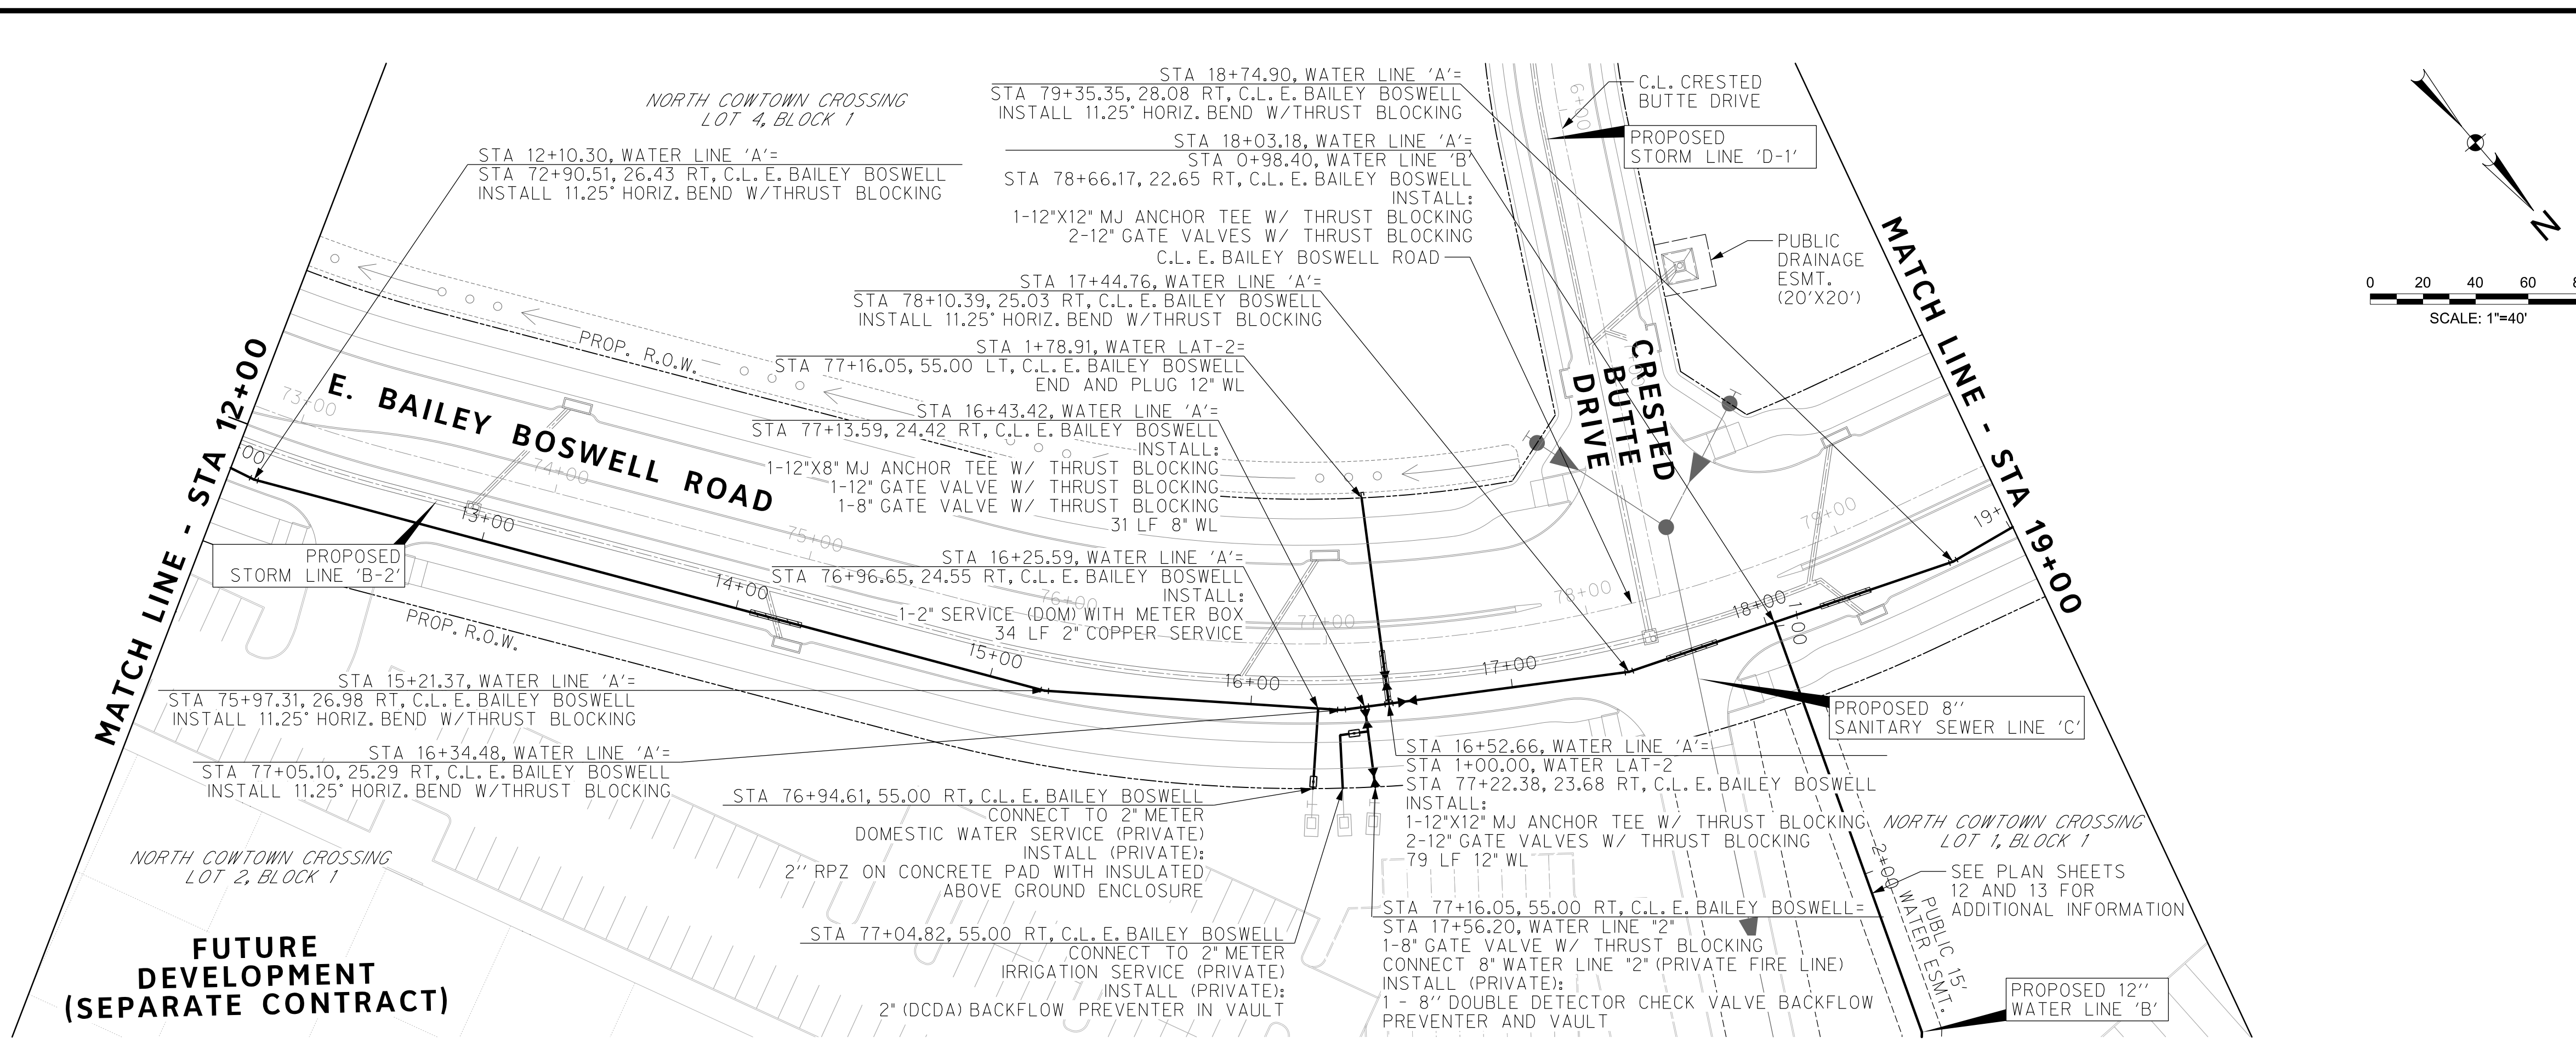 NORTH COWTOWN CROSSING
LOT 4, BLOCK 1
STA 12+10.30, WATER LINE 'A'=
STA 72+90.51, 26.43 RT, C.L. E. BAILEY BOSWELL
INSTALL 11.25° HORIZ. BEND W/THRUST BLOCKING
STA 18+74.90, WATER LINE 'A'=
STA 79+35.35, 28.08 RT, C.L. E. BAILEY BOSWELL
INSTALL 11.25° HORIZ. BEND W/THRUST BLOCKING
STA 18+03.18, WATER LINE 'A'=
STA 0+98.40, WATER LINE 'B'
STA 78+66.17, 22.65 RT, C.L. E. BAILEY BOSWELL
INSTALL:
1-12"X12" MJ ANCHOR TEE W/ THRUST BLOCKING
2-12" GATE VALVES W/ THRUST BLOCKING
C.L. E. BAILEY BOSWELL ROAD
STA 17+44.76, WATER LINE 'A'=
STA 78+10.39, 25.03 RT, C.L. E. BAILEY BOSWELL
INSTALL 11.25° HORIZ. BEND W/THRUST BLOCKING
STA 1+78.91, WATER LAT-2=
STA 77+16.05, 55.00 LT, C.L. E. BAILEY BOSWELL
END AND PLUG 12" WL
STA 16+43.42, WATER LINE 'A'=
STA 77+13.59, 24.42 RT, C.L. E. BAILEY BOSWELL
INSTALL:
1-12"X8" MJ ANCHOR TEE W/ THRUST BLOCKING
1-12" GATE VALVE W/ THRUST BLOCKING
1-8" GATE VALVE W/ THRUST BLOCKING
31 LF 8" WL
STA 16+25.59, WATER LINE 'A'=
STA 76+96.65, 24.55 RT, C.L. E. BAILEY BOSWELL
INSTALL:
1-2" SERVICE (DOM) WITH METER BOX
34 LF 2" COPPER SERVICE
C.L. CRESTED
BUTTE DRIVE
PROPOSED
STORM LINE 'D-1'
PUBLIC
DRAINAGE
ESMT.
(20'X20')
6+00
CRESTED
BUTTE
DRIVE
MATCH LINE - STA 19+00
N
0 20 40 60
SCALE: 1"=40'
MATCH LINE - STA 12+00
PROP. R.O.W.
E. BAILEY BOSWELL ROAD
73+00
74+00
75+00
76+00
77+00
78+00
79+00
00
13+00
14+00
15+00
16+00
17+00
18+00
19+
1+00
PROPOSED
STORM LINE 'B-2'
PROP. R.O.W.
STA 15+21.37, WATER LINE 'A'=
STA 75+97.31, 26.98 RT, C.L. E. BAILEY BOSWELL
INSTALL 11.25° HORIZ. BEND W/THRUST BLOCKING
STA 16+34.48, WATER LINE 'A'=
STA 77+05.10, 25.29 RT, C.L. E. BAILEY BOSWELL
INSTALL 11.25° HORIZ. BEND W/THRUST BLOCKING
STA 76+94.61, 55.00 RT, C.L. E. BAILEY BOSWELL
CONNECT TO 2" METER
DOMESTIC WATER SERVICE (PRIVATE)
INSTALL (PRIVATE):
2'' RPZ ON CONCRETE PAD WITH INSULATED
ABOVE GROUND ENCLOSURE
STA 77+04.82, 55.00 RT, C.L. E. BAILEY BOSWELL
CONNECT TO 2" METER
IRRIGATION SERVICE (PRIVATE)
INSTALL (PRIVATE):
2" (DCDA) BACKFLOW PREVENTER IN VAULT
STA 16+52.66, WATER LINE 'A'=
STA 1+00.00, WATER LAT-2
STA 77+22.38, 23.68 RT, C.L. E. BAILEY BOSWELL
INSTALL:
1-12"X12" MJ ANCHOR TEE W/ THRUST BLOCKING
2-12" GATE VALVES W/ THRUST BLOCKING
79 LF 12" WL
STA 77+16.05, 55.00 RT, C.L. E. BAILEY BOSWELL=
STA 17+56.20, WATER LINE "2"
1-8" GATE VALVE W/ THRUST BLOCKING
CONNECT 8" WATER LINE "2" (PRIVATE FIRE LINE)
INSTALL (PRIVATE):
1 - 8'' DOUBLE DETECTOR CHECK VALVE BACKFLOW
PREVENTER AND VAULT
PROPOSED 8''
SANITARY SEWER LINE 'C'
NORTH COWTOWN CROSSING
LOT 1, BLOCK 1
SEE PLAN SHEETS
12 AND 13 FOR
ADDITIONAL INFORMATION
2+00
PUBLIC 15'
WATER ESMT.
PROPOSED 12''
WATER LINE 'B'
NORTH COWTOWN CROSSING
LOT 2, BLOCK 1
FUTURE
DEVELOPMENT
(SEPARATE CONTRACT)